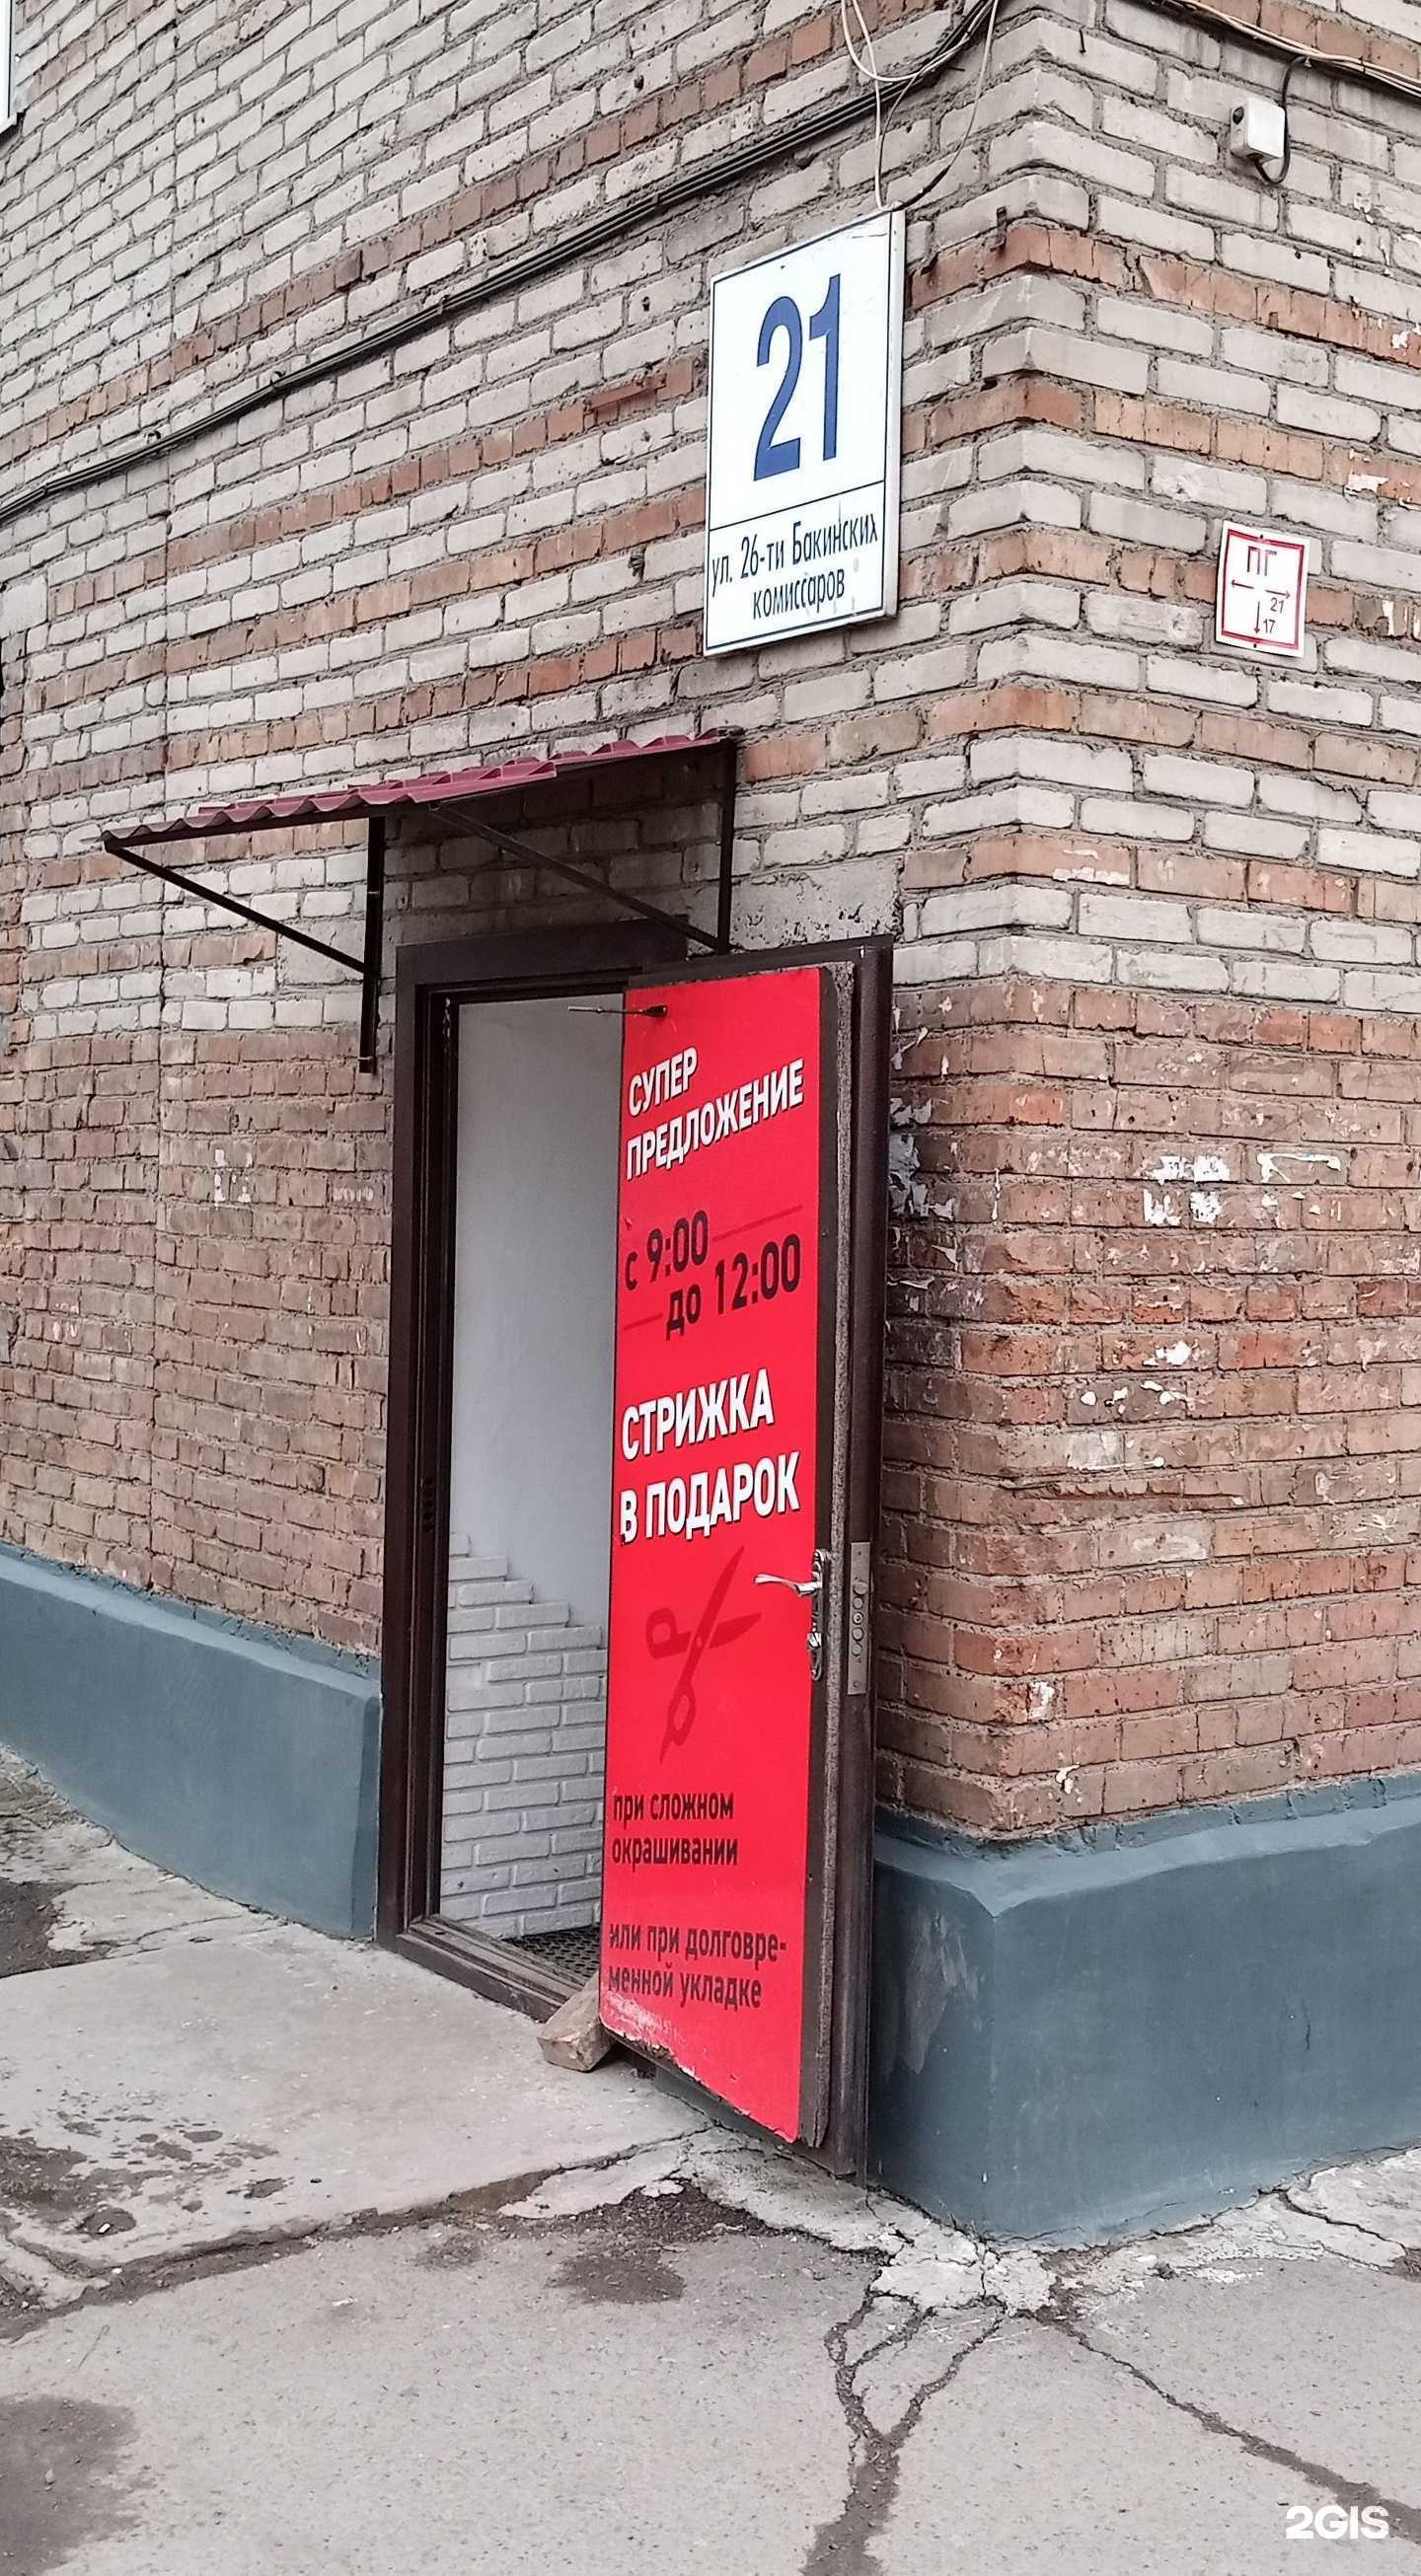 21
ул. 26-ти Бакинских
комиссаров
ПГ
21
17
СУПЕР
ПРЕДЛОЖЕНИЕ
с 9:00
до 12:00
СТРИЖКА
В ПОДАРОК
при сложном
окрашивании
или при долговре-
менной укладке
2GIS